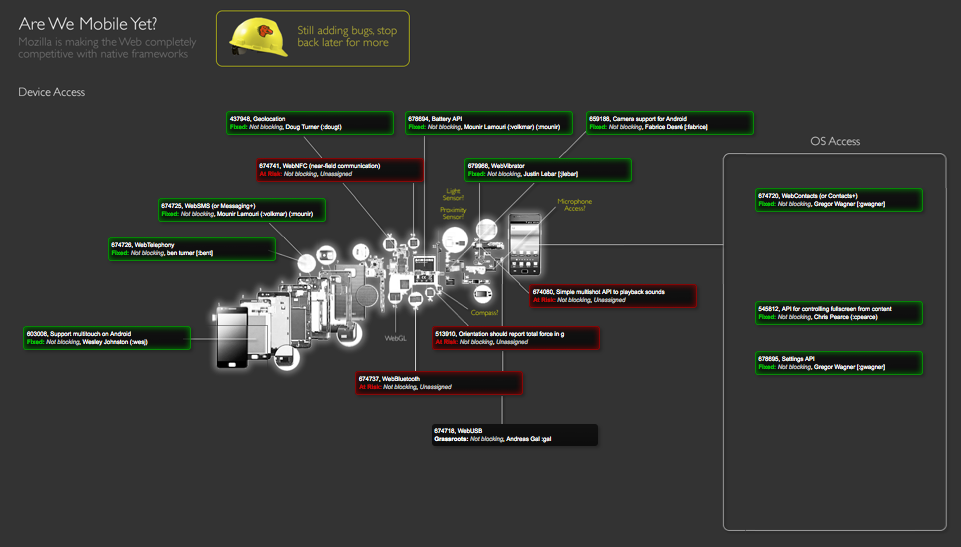 Are We Mobile Yet?
Mozilla is making the Web completely
competitive with native frameworks
Still adding bugs, stop
back later for more
Device Access
437948, Geolocation
Fixed: Not blocking, Doug Turner (:dougt)
678694, Battery API
Fixed: Not blocking, Mounir Lamouri (:volkmar) (:mounir)
659188, Camera support for Android
Fixed: Not blocking, Fabrice Desré [:fabrice]
OS Access
674741, WebNFC (near-field communication)
At Risk: Not blocking, Unassigned
679966, WebVibrator
Fixed: Not blocking, Justin Lebar [:jlebar]
Light
Sensor?
Proximity
Sensor?
Microphone
Access?
674720, WebContacts (or Contacts+)
Fixed: Not blocking, Gregor Wagner [:gwagner]
674725, WebSMS (or Messaging+)
Fixed: Not blocking, Mounir Lamouri (:volkmar) (:mounir)
674726, WebTelephony
Fixed: Not blocking, ben turner [:bent]
674080, Simple multishot API to playback sounds
At Risk: Not blocking, Unassigned
Compass?
545812, API for controlling fullscreen from content
Fixed: Not blocking, Chris Pearce (:cpearce)
603008, Support multitouch on Android
Fixed: Not blocking, Wesley Johnston (:wesj)
WebGL
513910, Orientation should report total force in g
At Risk: Not blocking, Unassigned
678695, Settings API
Fixed: Not blocking, Gregor Wagner [:gwagner]
674737, WebBluetooth
At Risk: Not blocking, Unassigned
674718, WebUSB
Grassroots: Not blocking, Andreas Gal :gal